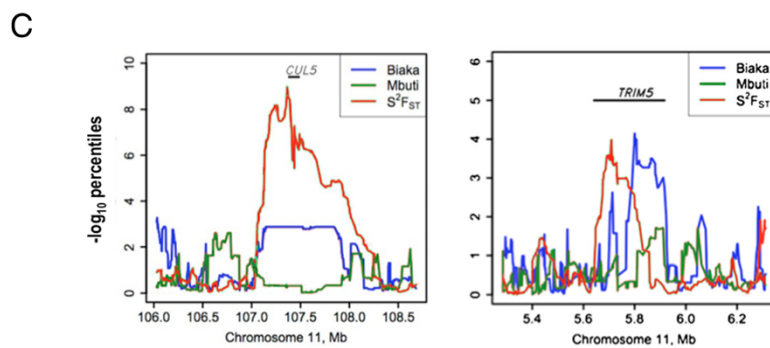 C
-log10 percentiles
10
8
6
4
2
0
CUL5
Biaka
Mbuti
S2FST
106.0 106.5 107.0 107.5 108.0 108.5
Chromosome 11, Mb
6
5
4
3
2
1
0
TRIM5
Biaka
Mbuti
S2FST
5.4 5.6 5.8 6.0 6.2
Chromosome 11, Mb